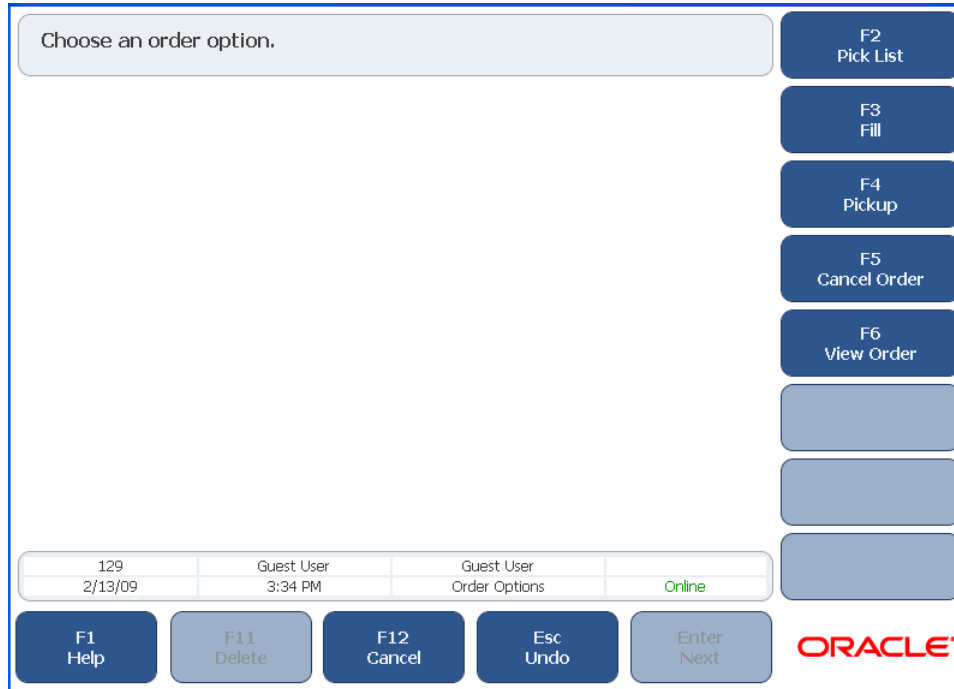 Choose an order option.
F2
Pick List
F3
Fill
F4
Pickup
F5
Cancel Order
F6
View Order
129 Guest User Guest User
2/13/09 3:34 PM Order Options Online
F1
Help
F11
Delete
F12
Cancel
Esc
Undo
Enter
Next
ORACLE